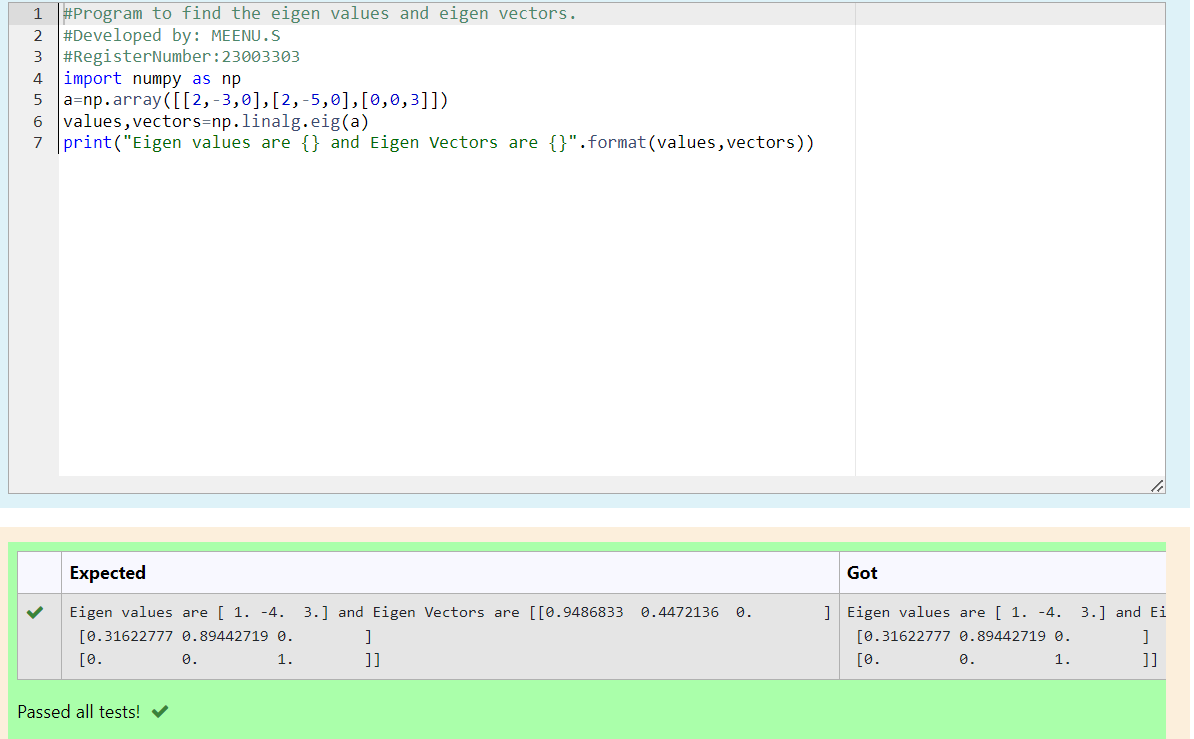 1 #Program to find the eigen values and eigen vectors.
2 #Developed by: MEENU.S
3 #RegisterNumber:23003303
4 import numpy as np
5 a=np.array([[2,-3,0],[2,-5,0],[0,0,3]])
6 values,vectors=np.linalg.eig(a)
7 print("Eigen values are {} and Eigen Vectors are {}".format(values,vectors))
Expected Got
Eigen values are [ 1. -4.  3.] and Eigen Vectors are [[0.9486833  0.4472136  0.        ] Eigen values are [ 1. -4.  3.] and Ei
[0.31622777 0.89442719 0.        ] [0.31622777 0.89442719 0.        ]
[0.         0.         1.        ]] [0.         0.         1.        ]]
Passed all tests!